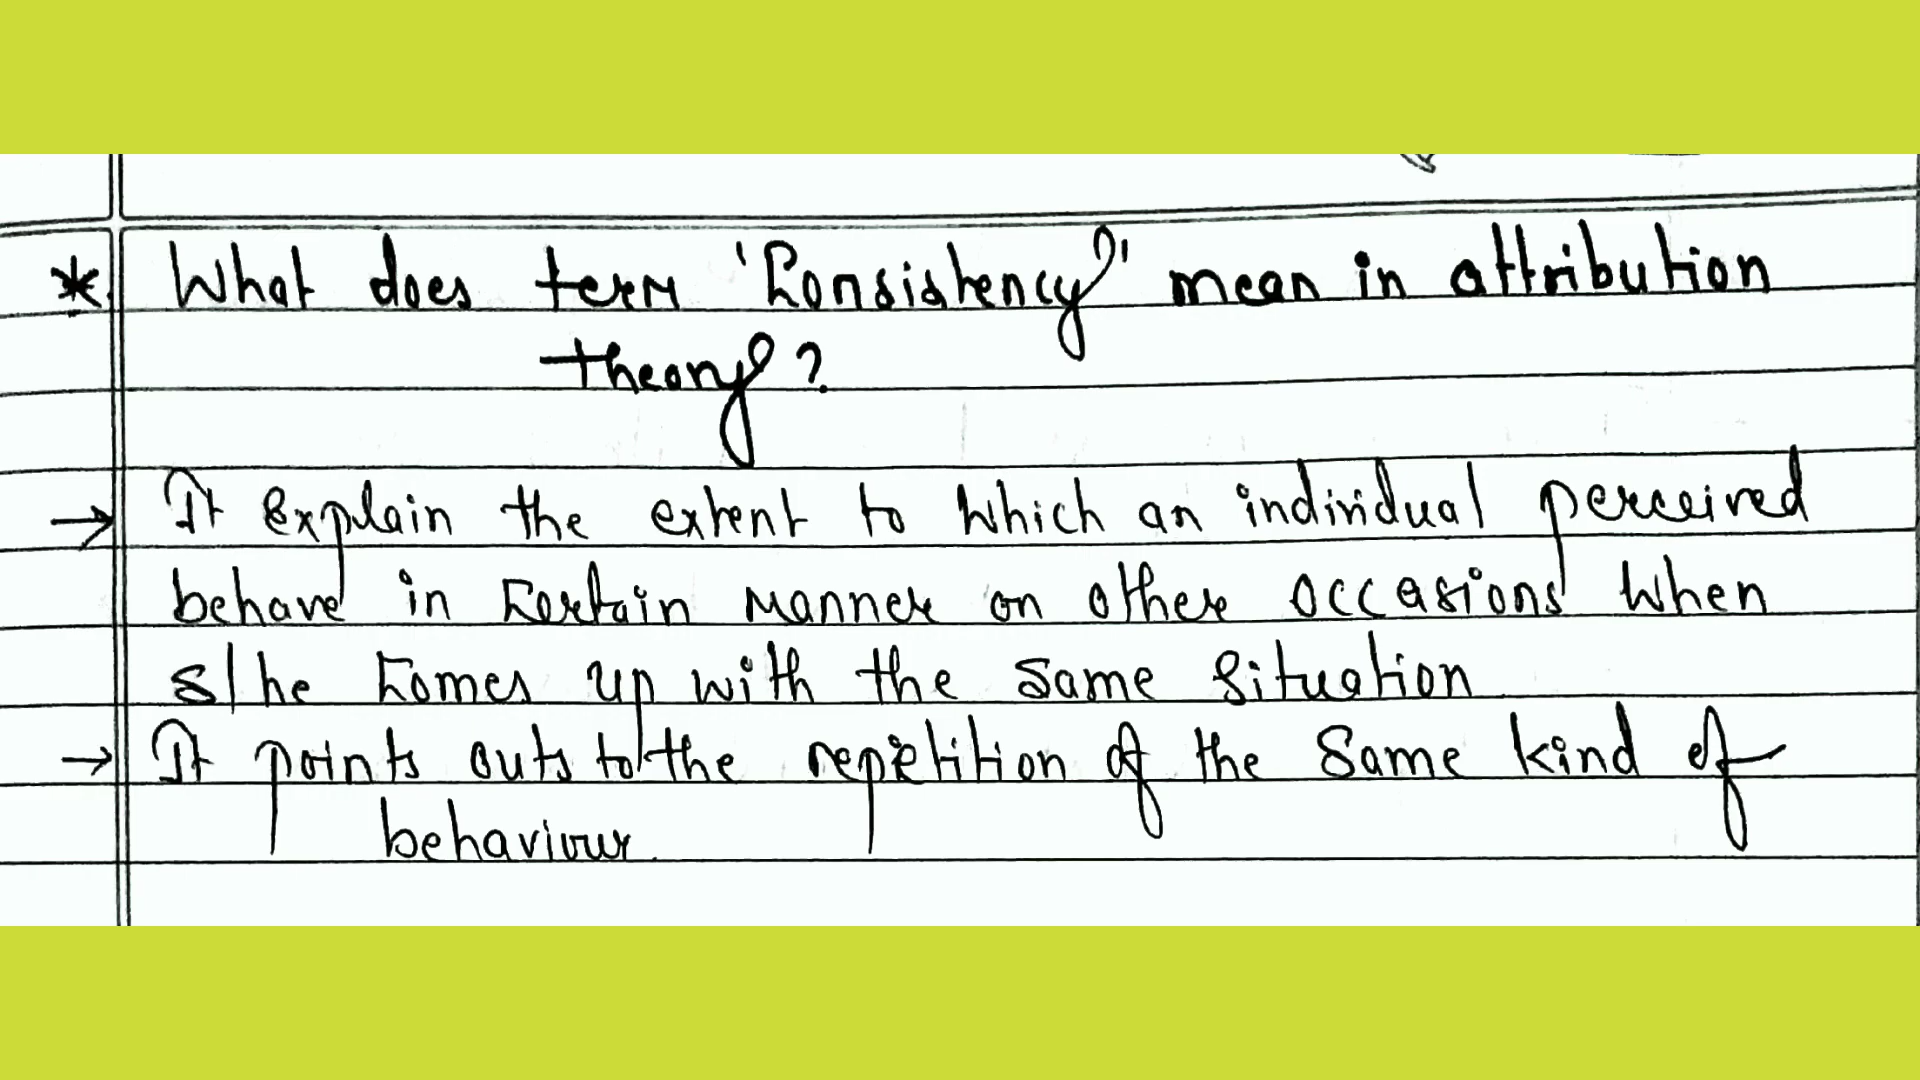 * What does term 'Consistency' mean in attribution
theory?
→ It explain the extent to which an individual perceived
behave in certain manner on other occasions when
s/he comes up with the same situation
→ It points outs to the repietition of the same kind of
behaviour.